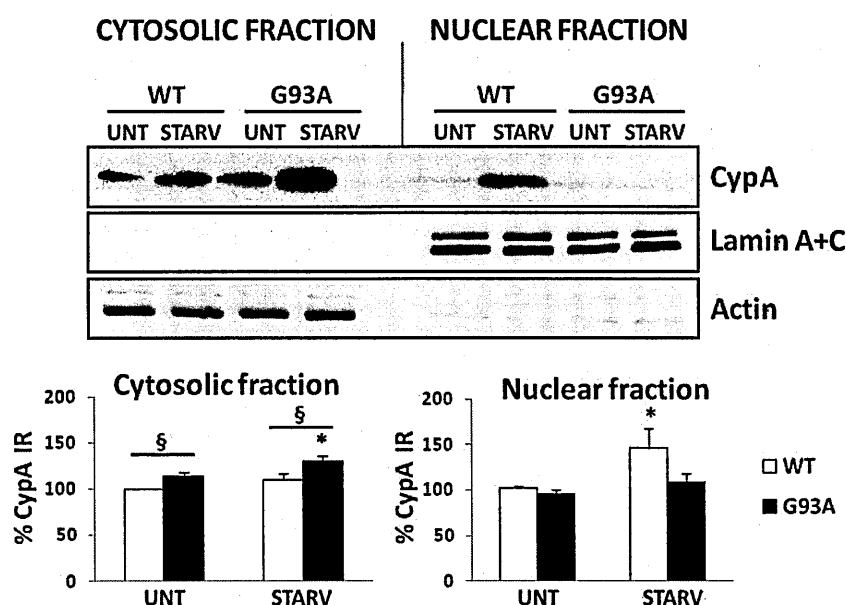 CYTOSOLIC FRACTION NUCLEAR FRACTION
WT G93A WT G93A
UNT STARV UNT STARV UNT STARV UNT STARV
CypA
Lamin A+C
Actin
Cytosolic fraction
% CypA IR
200
150
100
50
0
§
§
*
UNT STARV
Nuclear fraction
% CypA IR
200
150
100
50
0
*
UNT STARV
WT
G93A